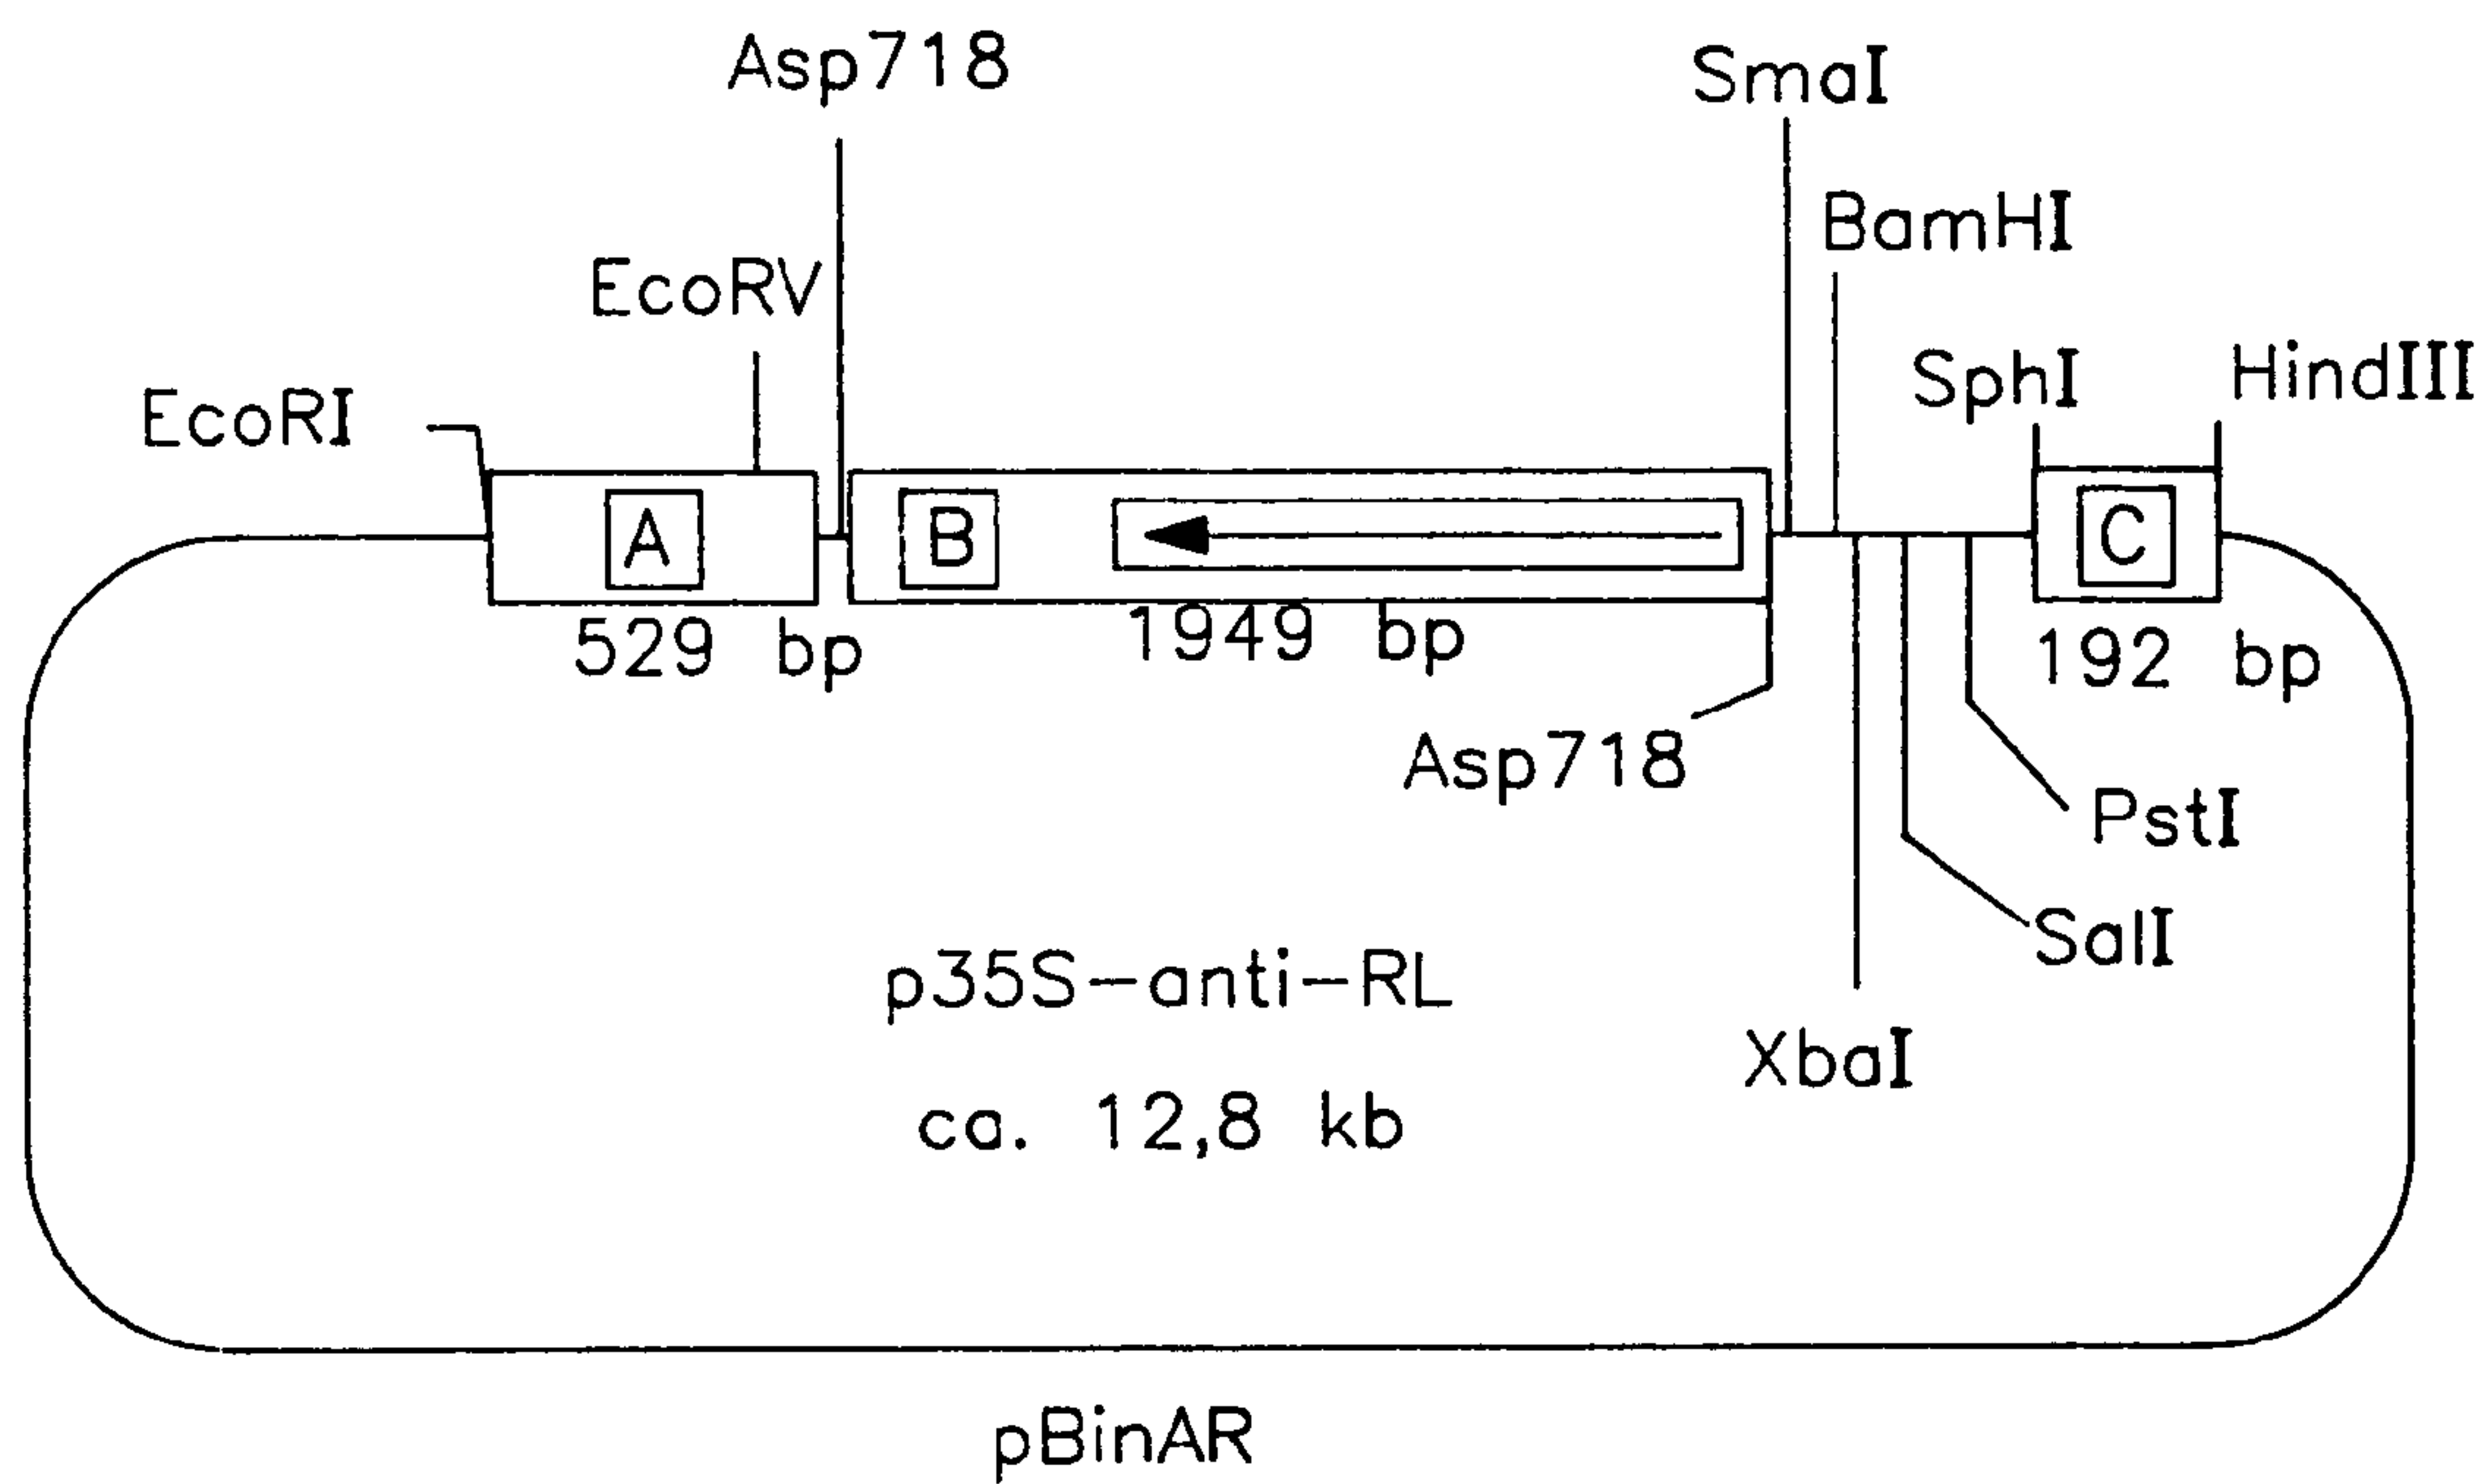 Asp718
SmaI
BamHI
EcoRV
SphI
HindIII
EcoRI
A
B
C
529 bp
1949 bp
192 bp
Asp718
PstI
SalI
p35S-anti-RL
XbaI
ca. 12,8 kb
pBinAR